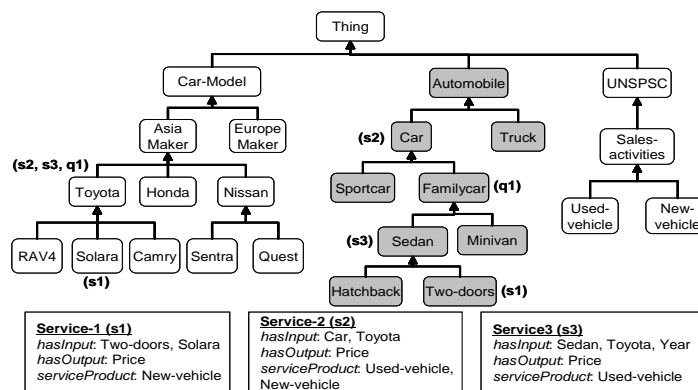 Thing
Car-Model
Automobile
UNSPSC
Asia Maker
Europe Maker
(s2)
Car
Truck
Sales-activities
(s2, s3, q1)
Toyota
Honda
Nissan
Sportcar
Familycar
(q1)
Used-vehicle
New-vehicle
RAV4
Solara
Camry
Sentra
Quest
(s3)
Sedan
Minivan
(s1)
Hatchback
Two-doors
(s1)
Service-1 (s1)
hasInput: Two-doors, Solara
hasOutput: Price
serviceProduct: New-vehicle
Service-2 (s2)
hasInput: Car, Toyota
hasOutput: Price
serviceProduct: Used-vehicle,
New-vehicle
Service3 (s3)
hasInput: Sedan, Toyota, Year
hasOutput: Price
serviceProduct: Used-vehicle